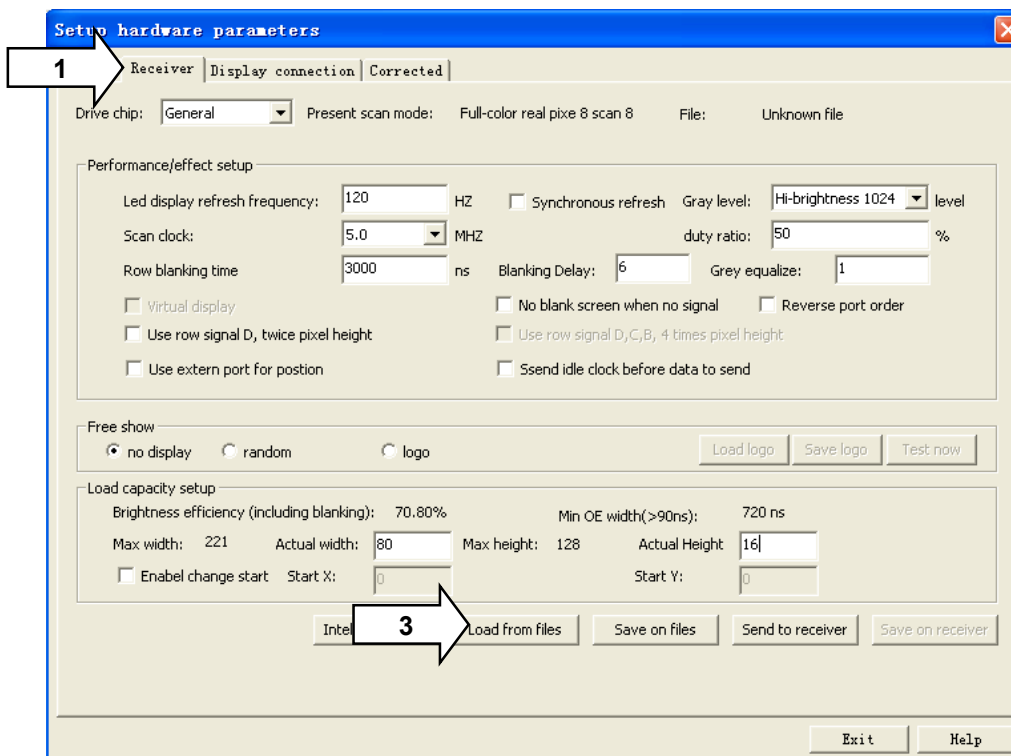 Setup hardware parameters
1 Receiver Display connection Corrected
Drive chip: General Present scan mode: Full-color real pixe 8 scan 8 File: Unknown file
Performance/effect setup
Led display refresh frequency: 120 HZ Synchronous refresh Gray level: Hi-brightness 1024 level
Scan clock: 5.0 MHZ duty ratio: 50 %
Row blanking time 3000 ns Blanking Delay: 6 Grey equalize: 1
Virtual display No blank screen when no signal Reverse port order
Use row signal D, twice pixel height Use row signal D,C,B, 4 times pixel height
Use extern port for postion Ssend idle clock before data to send
Free show
no display random logo Load logo Save logo Test now
Load capacity setup
Brightness efficiency (including blanking): 70.80% Min OE width(>90ns): 720 ns
Max width: 221 Actual width: 80 Max height: 128 Actual Height 16
Enabel change start Start X: 0 Start Y: 0
3 Load from files Save on files Send to receiver Save on receiver
Exit Help